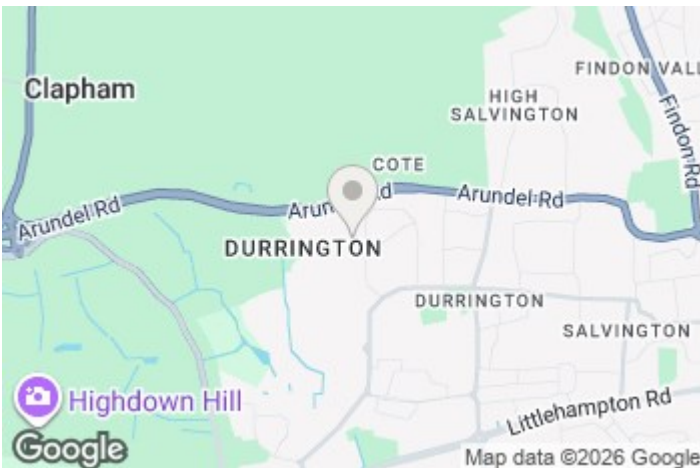 Clapham
FINDON VALL
HIGH
SALVINGTON
Findon Rd
COTE
Arundel Rd
Arun
d
Arundel Rd
DURRINGTON
DURRINGTON
SALVINGTON
Highdown Hill
Littlehampton Rd
Google
Map data ©2026 Google